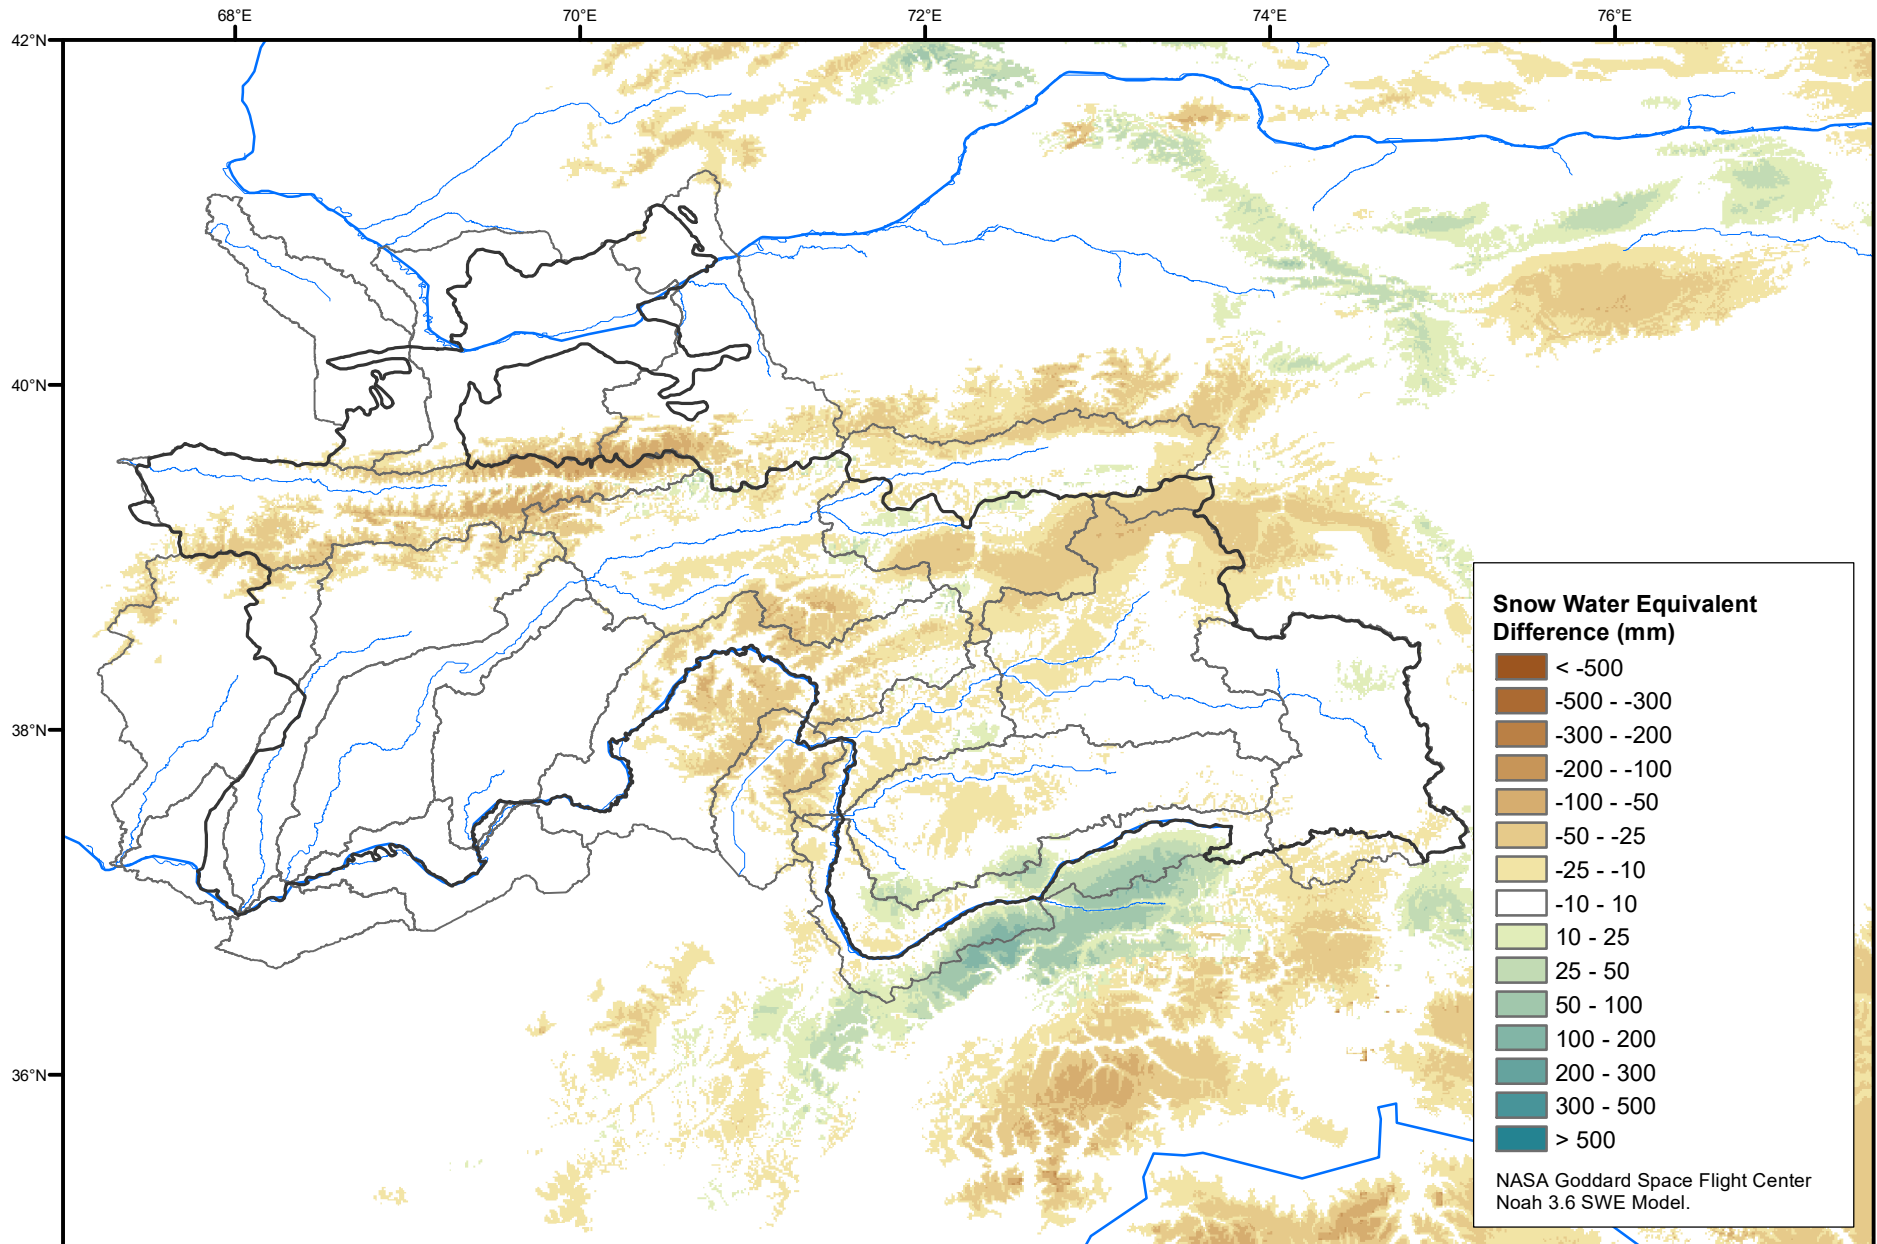 68°E 70°E 72°E 74°E 76°E
42°N
40°N
38°N
36°N
Snow Water Equivalent
Difference (mm)
< -500
-500 - -300
-300 - -200
-200 - -100
-100 - -50
-50 - -25
-25 - -10
-10 - 10
10 - 25
25 - 50
50 - 100
100 - 200
200 - 300
300 - 500
> 500
NASA Goddard Space Flight Center
Noah 3.6 SWE Model.